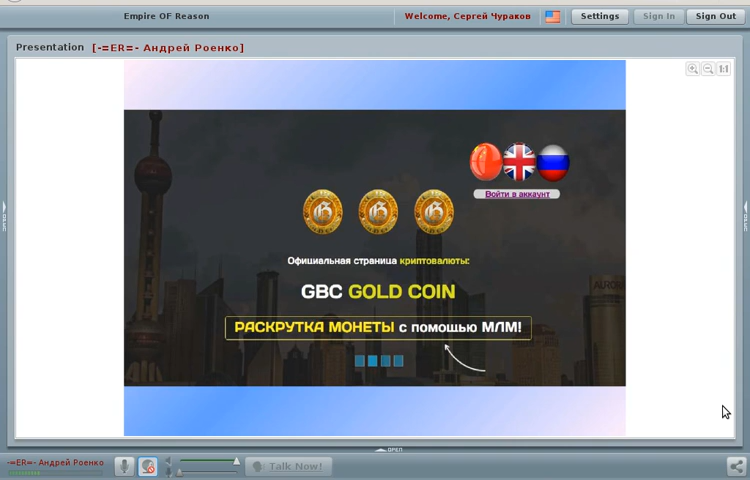 Empire OF Reason
Welcome, Сергей Чураков
Settings
Sign In
Sign Out
Presentation [-=ER=- Андрей Роенко]
1:1
Войти в аккаунт
Официальная страница криптовалюты:
GBC GOLD COIN
РАСКРУТКА МОНЕТЫ с помощью МЛМ!
OPEN
-=ER=- Андрей Роенко
Talk Now!